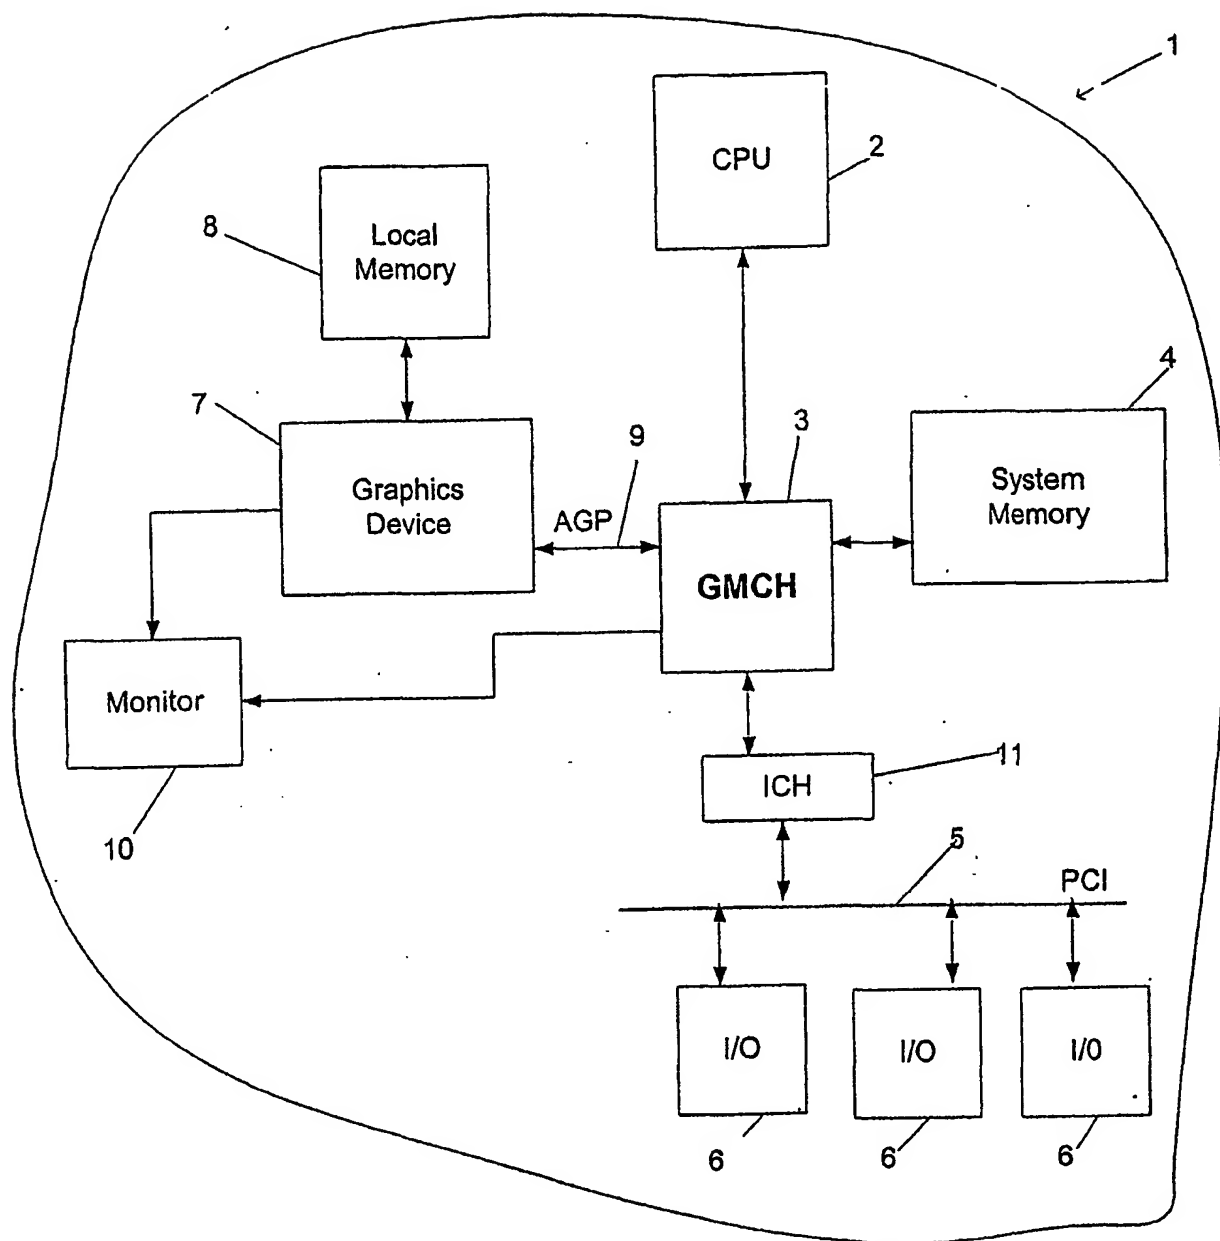 1
CPU
2
Local
Memory
8
4
7
3
9
System
Memory
Graphics
Device
AGP
GMCH
Monitor
11
ICH
10
5
PCI
I/O
I/O
I/0
6
6
6